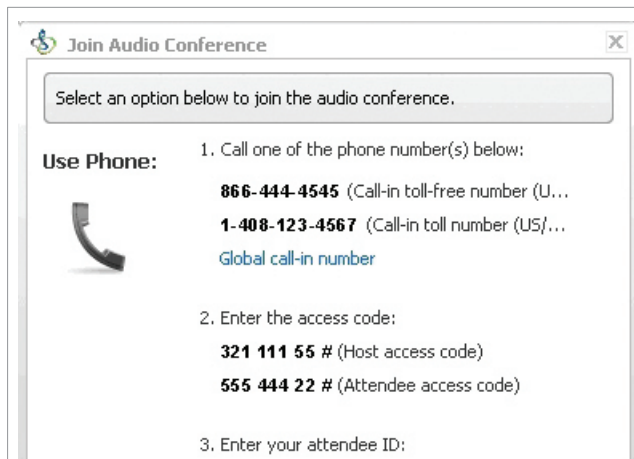 Join Audio Conference
Select an option below to join the audio conference.
Use Phone:
1. Call one of the phone number(s) below:
866-444-4545 (Call-in toll-free number (U...
1-408-123-4567 (Call-in toll number (US/...
Global call-in number
2. Enter the access code:
321 111 55 # (Host access code)
555 444 22 # (Attendee access code)
3. Enter your attendee ID: